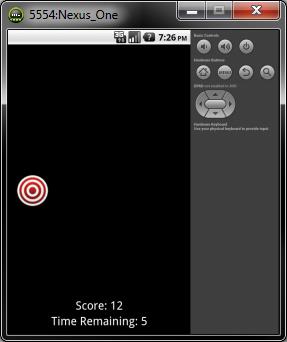 5554:Nexus_One
3G
7:26 PM
Basic Controls
Hardware Buttons
MENU
DPAD not enabled in AVD
Hardware Keyboard
Use your physical keyboard to provide input
Score: 12
Time Remaining: 5